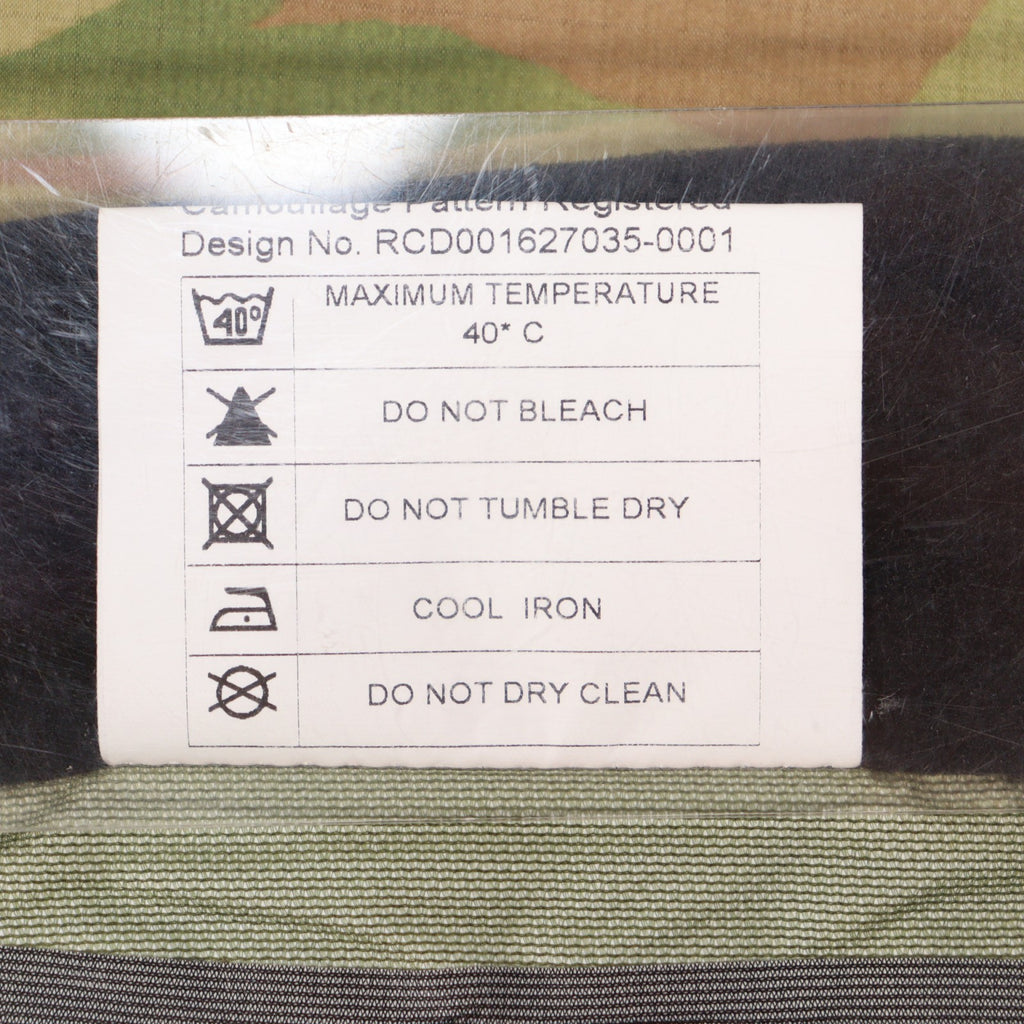 Camouflage Pattern Registered
Design No. RCD001627035-0001
40°
MAXIMUM TEMPERATURE
40* C
DO NOT BLEACH
DO NOT TUMBLE DRY
COOL IRON
DO NOT DRY CLEAN